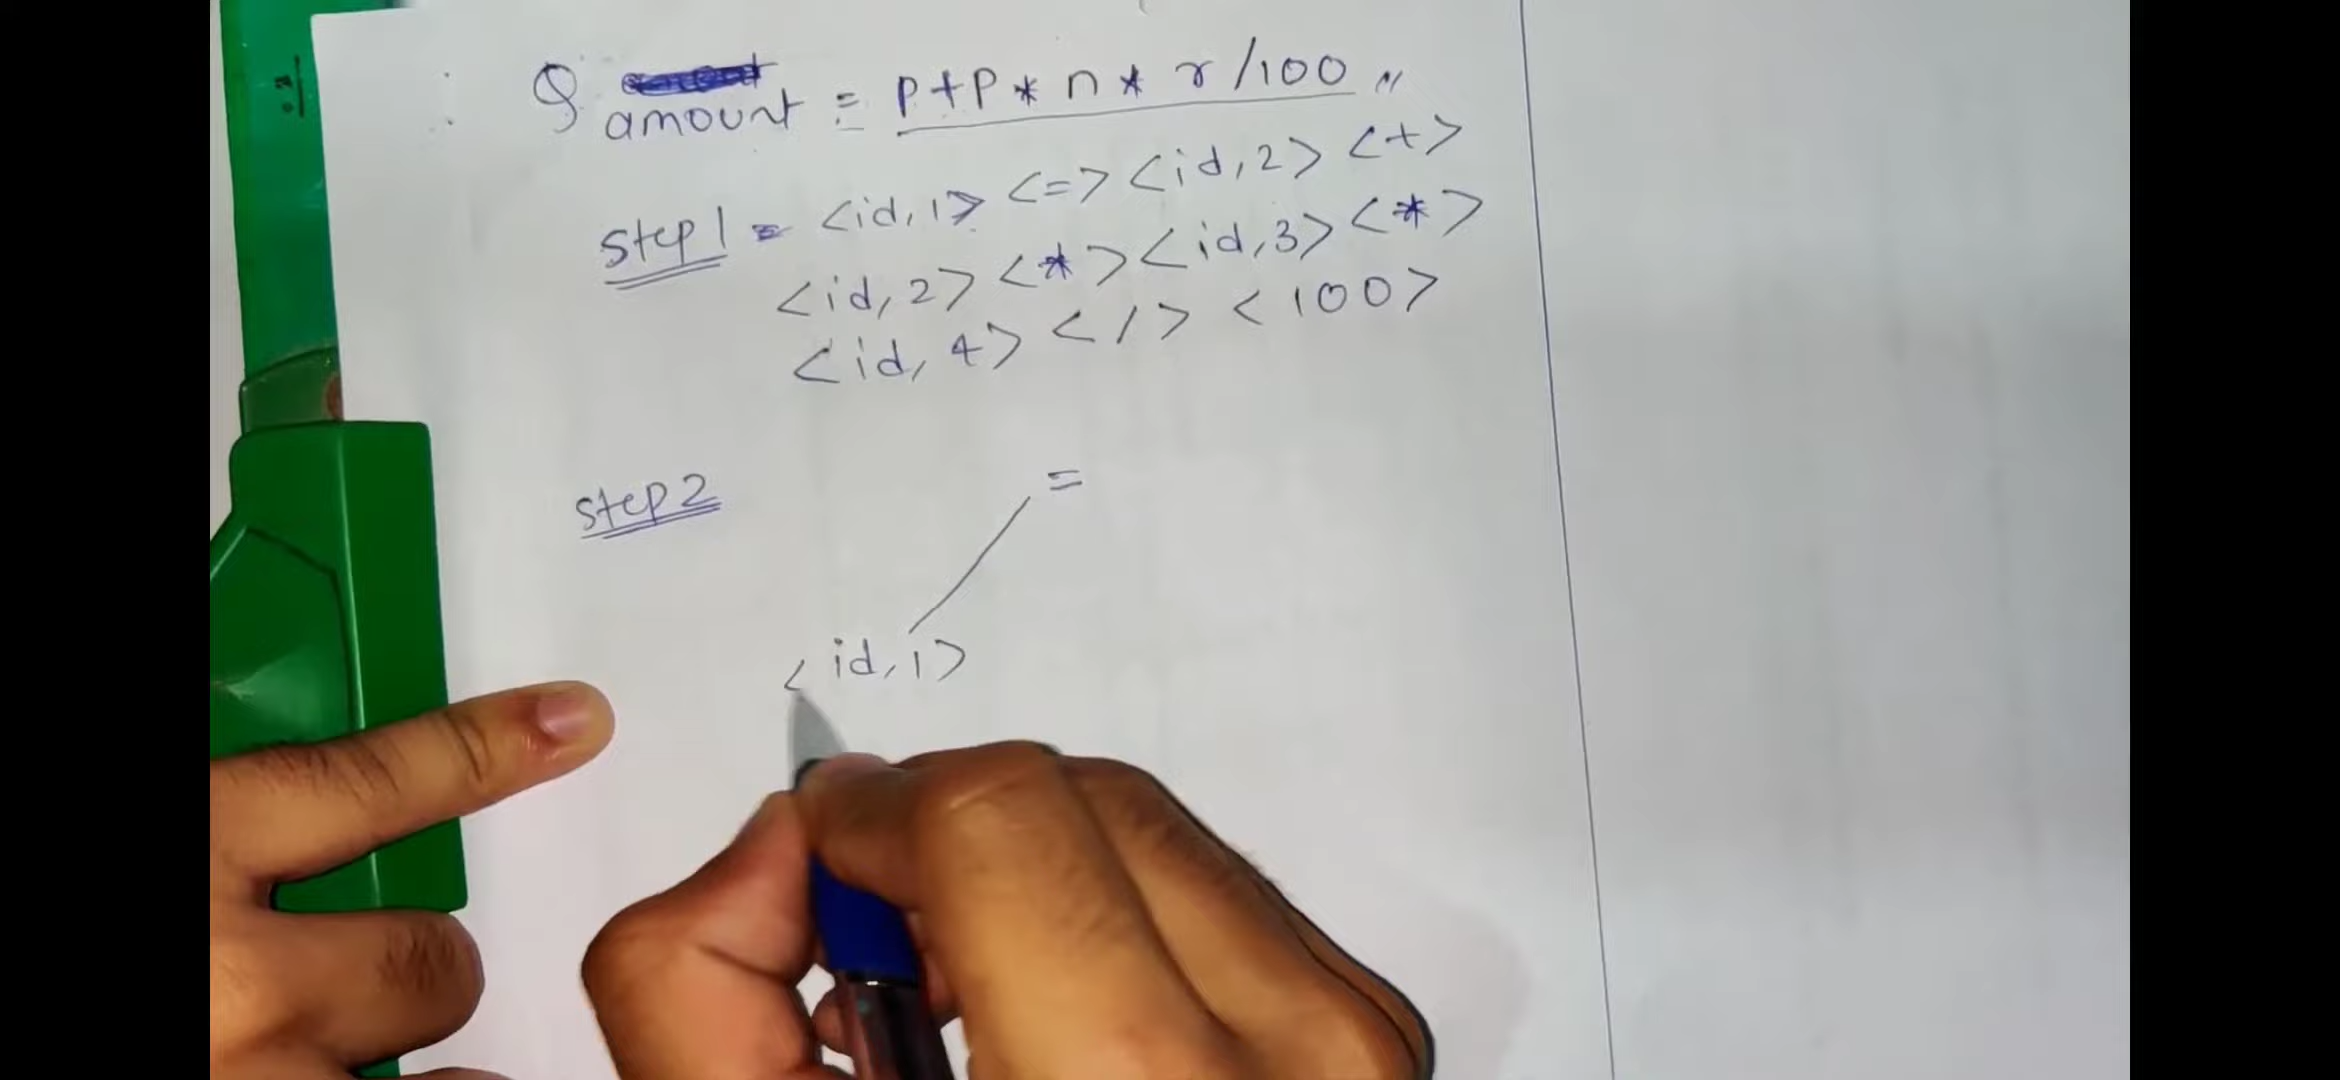 Q amount = P+P * n * r/100 //
step 1 = <id,1> <=> <id,2> <+>
<id,2> <*> <id,3> <*>
<id,4> </> <100>
step 2
=
<id,1>